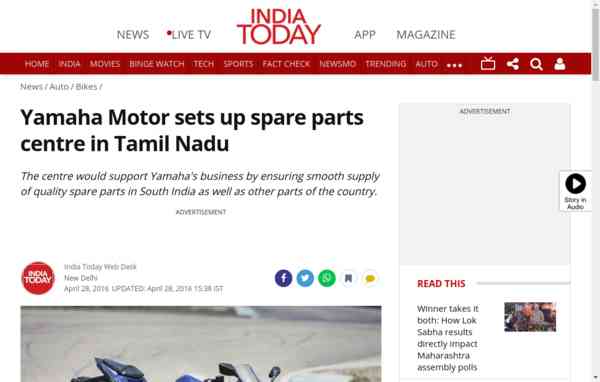 NEWS
LIVE TV
INDIA
TODAY
APP
MAGAZINE
HOME INDIA MOVIES BINGE WATCH TECH SPORTS FACT CHECK NEWSMO TRENDING AUTO
News / Auto / Bikes /
Yamaha Motor sets up spare parts
centre in Tamil Nadu
The centre would support Yamaha's business by ensuring smooth supply
of quality spare parts in South India as well as other parts of the country.
ADVERTISEMENT
INDIA
TODAY
India Today Web Desk
New Delhi
April 28, 2016 UPDATED: April 28, 2016 15:38 IST
ADVERTISEMENT
Story in
Audio
READ THIS
Winner takes it
both: How Lok
Sabha results
directly impact
Maharashtra
assembly polls